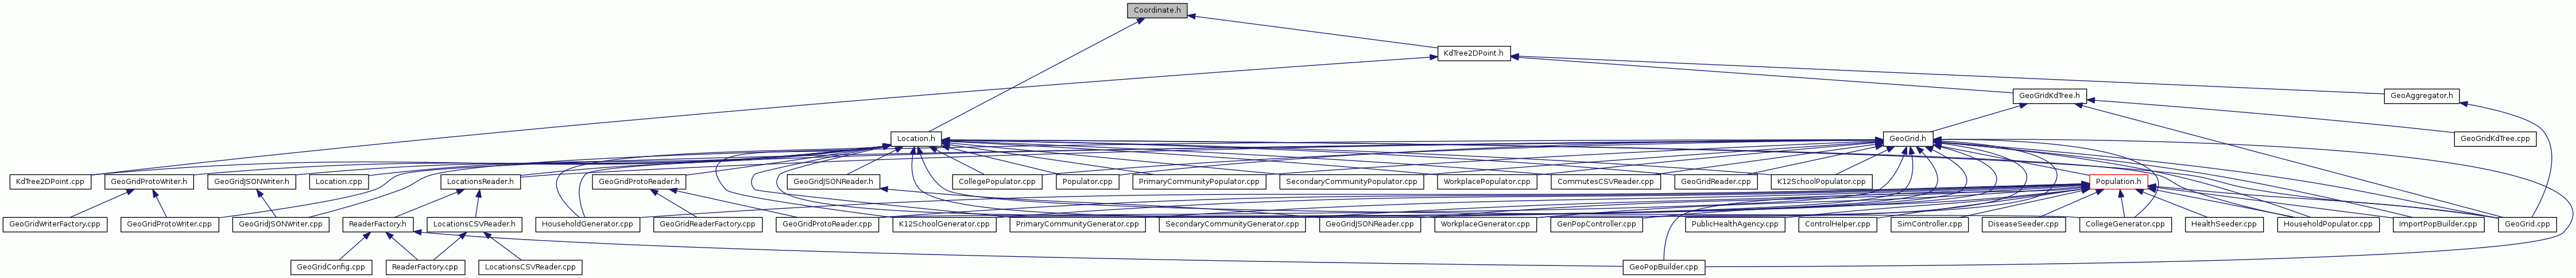 Coordinate.h
KdTree2DPoint.h
GeoGridKdTree.h
GeoAggregator.h
Location.h
GeoGrid.h
GeoGridKdTree.cpp
KdTree2DPoint.cpp
GeoGridProtoWriter.h
GeoGridJSONWriter.h
Location.cpp
LocationsReader.h
GeoGridProtoReader.h
GeoGridJSONReader.h
CollegePopulator.cpp
Populator.cpp
PrimaryCommunityPopulator.cpp
SecondaryCommunityPopulator.cpp
WorkplacePopulator.cpp
CommutesCSVReader.cpp
GeoGridReader.cpp
K12SchoolPopulator.cpp
Population.h
GeoGridWriterFactory.cpp
GeoGridProtoWriter.cpp
GeoGridJSONWriter.cpp
ReaderFactory.h
LocationsCSVReader.h
HouseholdGenerator.cpp
GeoGridReaderFactory.cpp
GeoGridProtoReader.cpp
K12SchoolGenerator.cpp
PrimaryCommunityGenerator.cpp
SecondaryCommunityGenerator.cpp
GeoGridJSONReader.cpp
WorkplaceGenerator.cpp
GenPopController.cpp
PublicHealthAgency.cpp
ControlHelper.cpp
SimController.cpp
DiseaseSeeder.cpp
CollegeGenerator.cpp
HealthSeeder.cpp
HouseholdPopulator.cpp
ImportPopBuilder.cpp
GeoGrid.cpp
GeoGridConfig.cpp
ReaderFactory.cpp
LocationsCSVReader.cpp
GeoPopBuilder.cpp